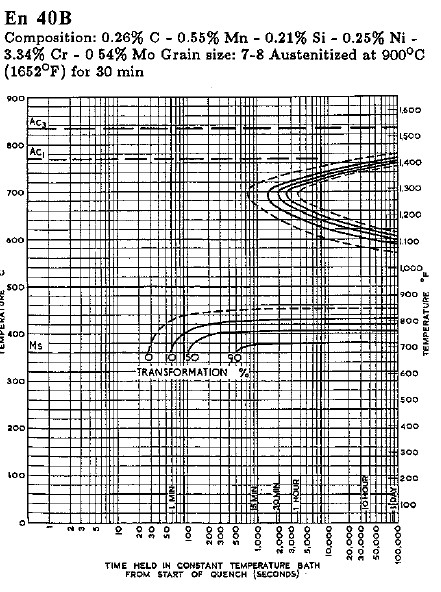 En 40B
Composition: 0.26% C - 0.55% Mn - 0.21% Si - 0.25% Ni -
3.34% Cr - 0 54% Mo Grain size: 7-8 Austenitized at 900°C
(1652°F) for 30 min
900
Ac3
800
Ac1
700
600
500
400
Ms
300
200
100
0
TEMPERATURE °C
1,600
1,500
1,400
1,300
1,200
1,100
1,000
900
800
700
600
500
400
300
200
100
°F
TEMPERATURE
0 10 50 90
TRANSFORMATION %
1 MIN
15 MIN
30 MIN
1 HOUR
10 HOUR
1 DAY
1 2 3 5 10 20 30 50 100 200 300 500 1,000 2,000 3,000 5,000 10,000 20,000 30,000 50,000 100,000
TIME HELD IN CONSTANT TEMPERATURE BATH
FROM START OF QUENCH (SECONDS)